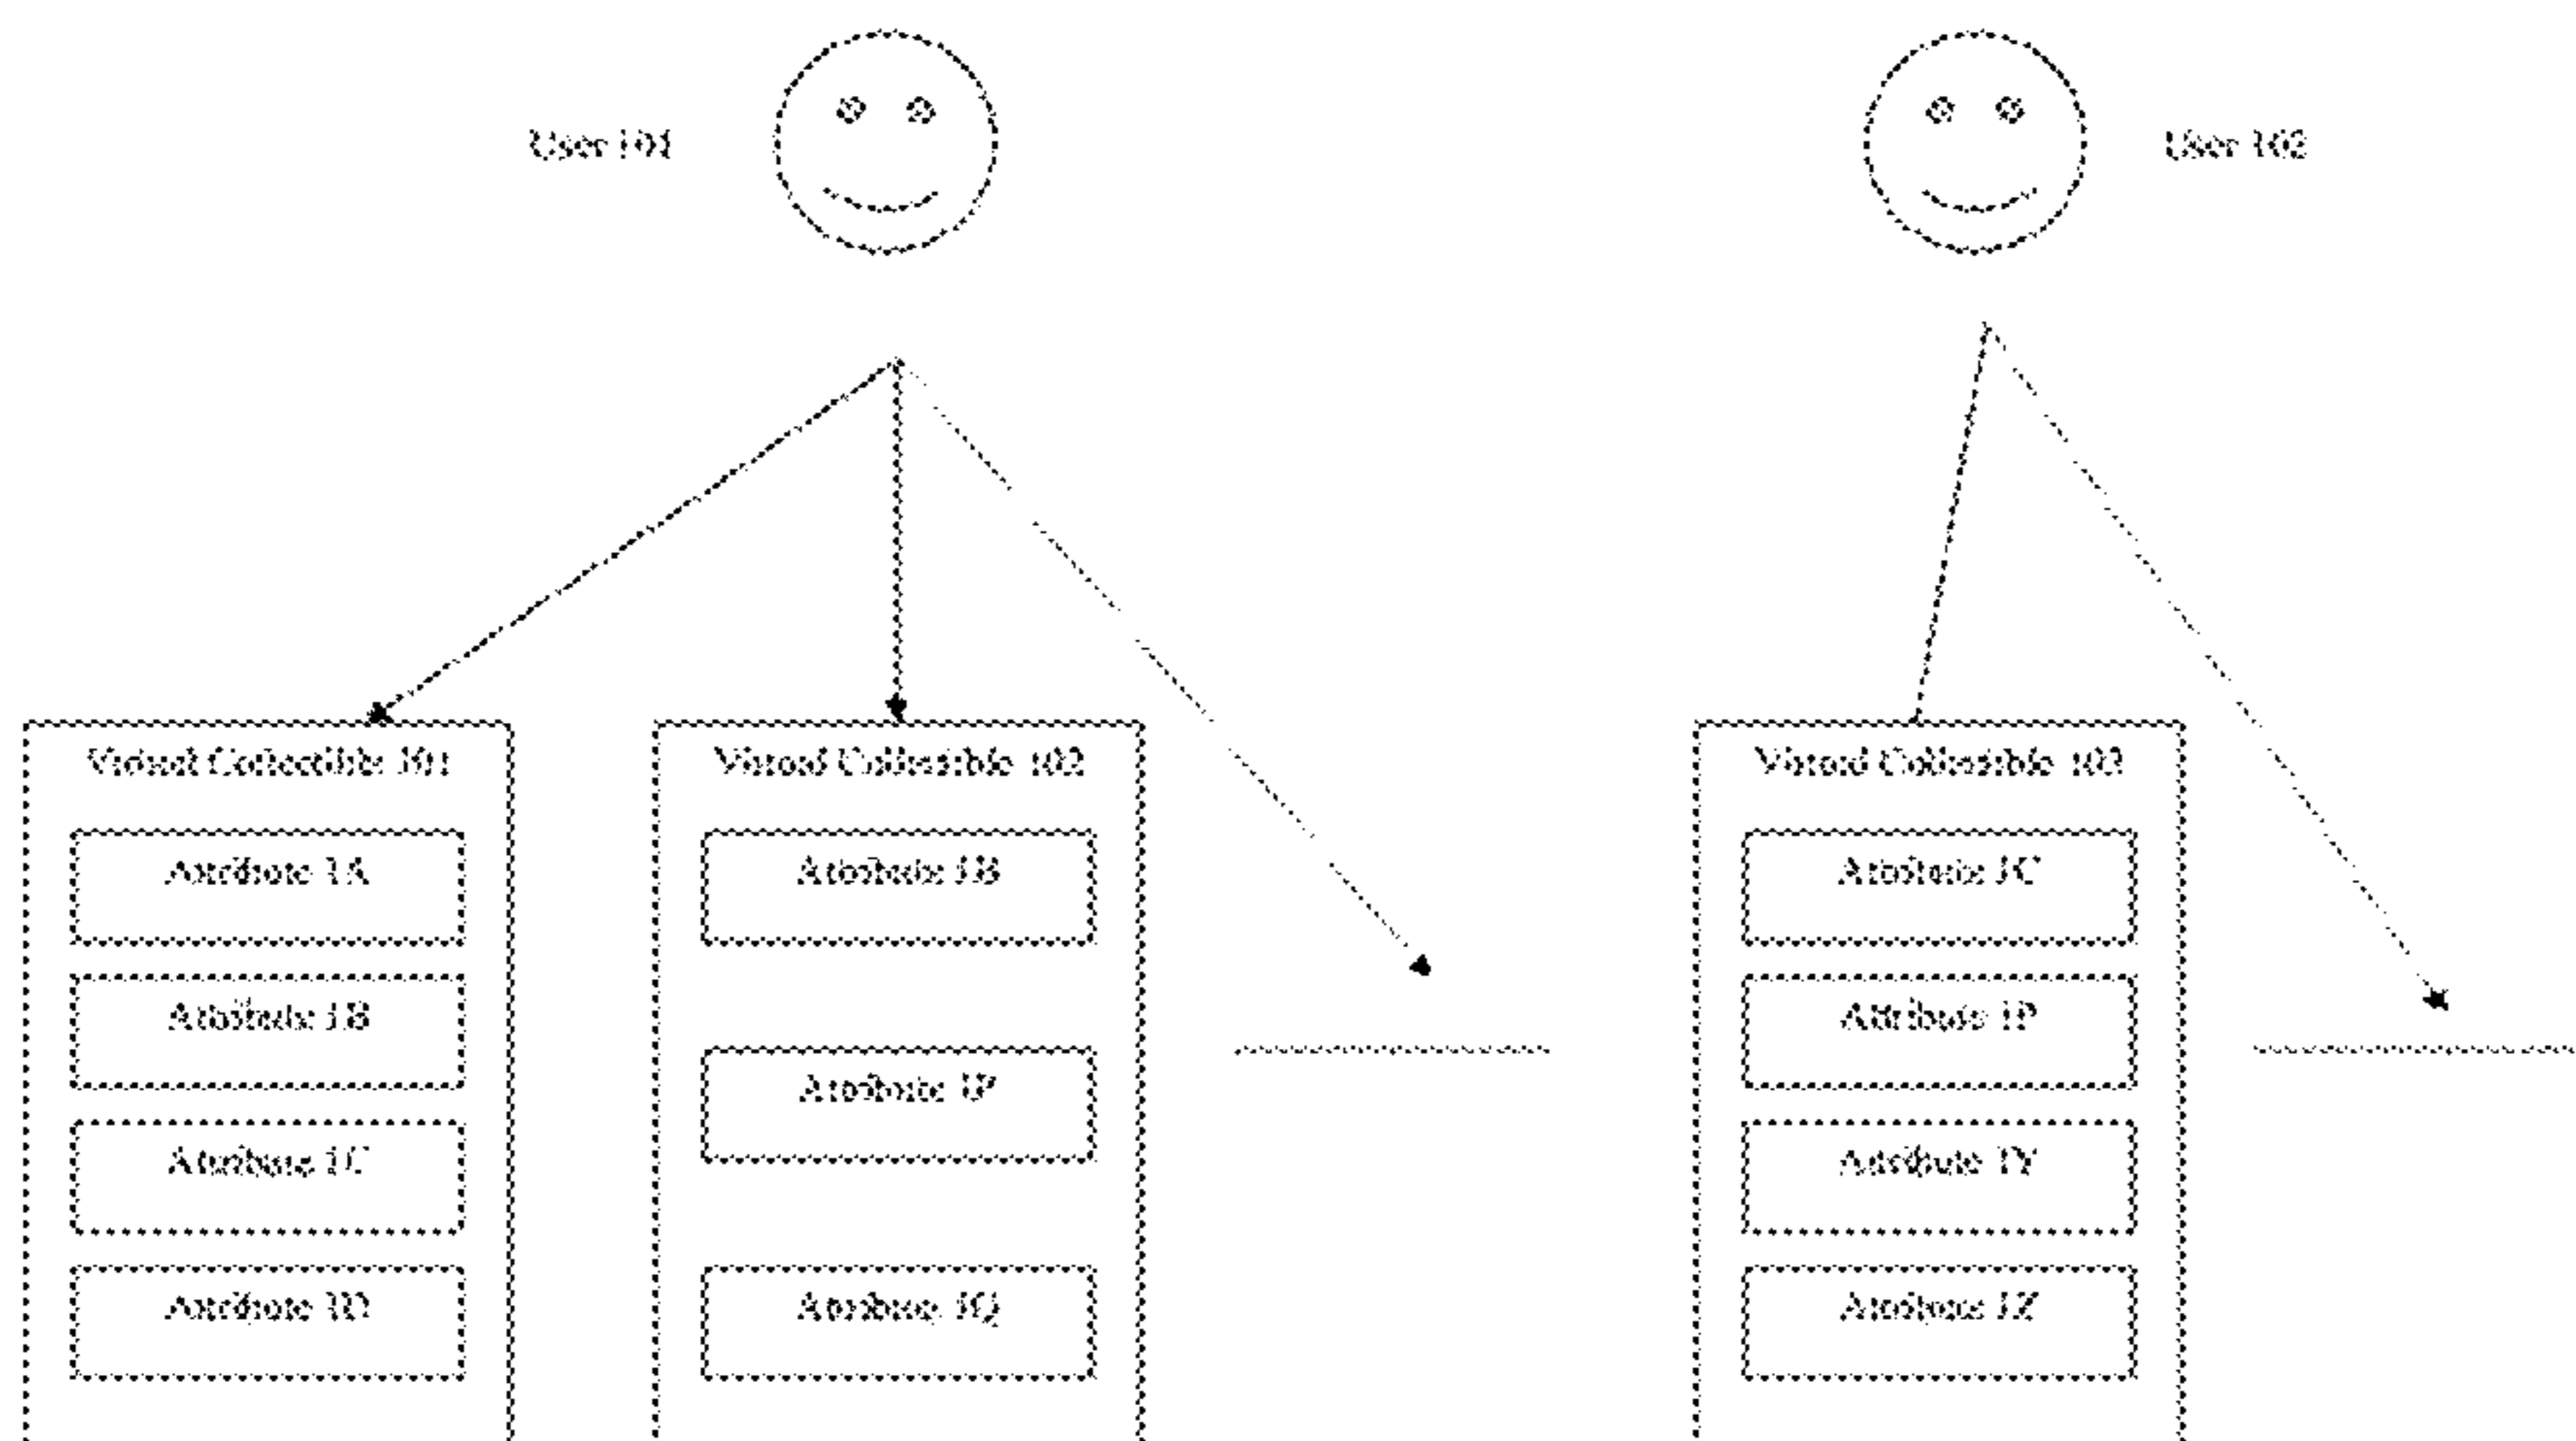 User 101
User 102
Virtual Collectible 101
Virtual Collectible 102
Virtual Collectible 103
Attribute 1A
Attribute 1B
Attribute 1C
Attribute 1D
Attribute 1B
Attribute 1P
Attribute 1Q
Attribute 1C
Attribute 1P
Attribute 1Y
Attribute 1Z